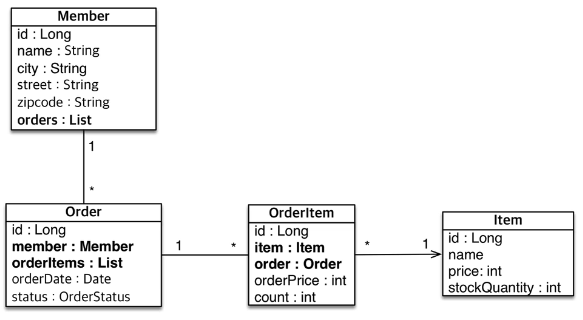 Member
id : Long
name : String
city : String
street : String
zipcode : String
orders : List
1
*
Order
id : Long
member : Member
orderItems : List
orderDate : Date
status : OrderStatus
1
*
OrderItem
id : Long
item : Item
order : Order
orderPrice : int
count : int
*
1
Item
id : Long
name
price: int
stockQuantity : int